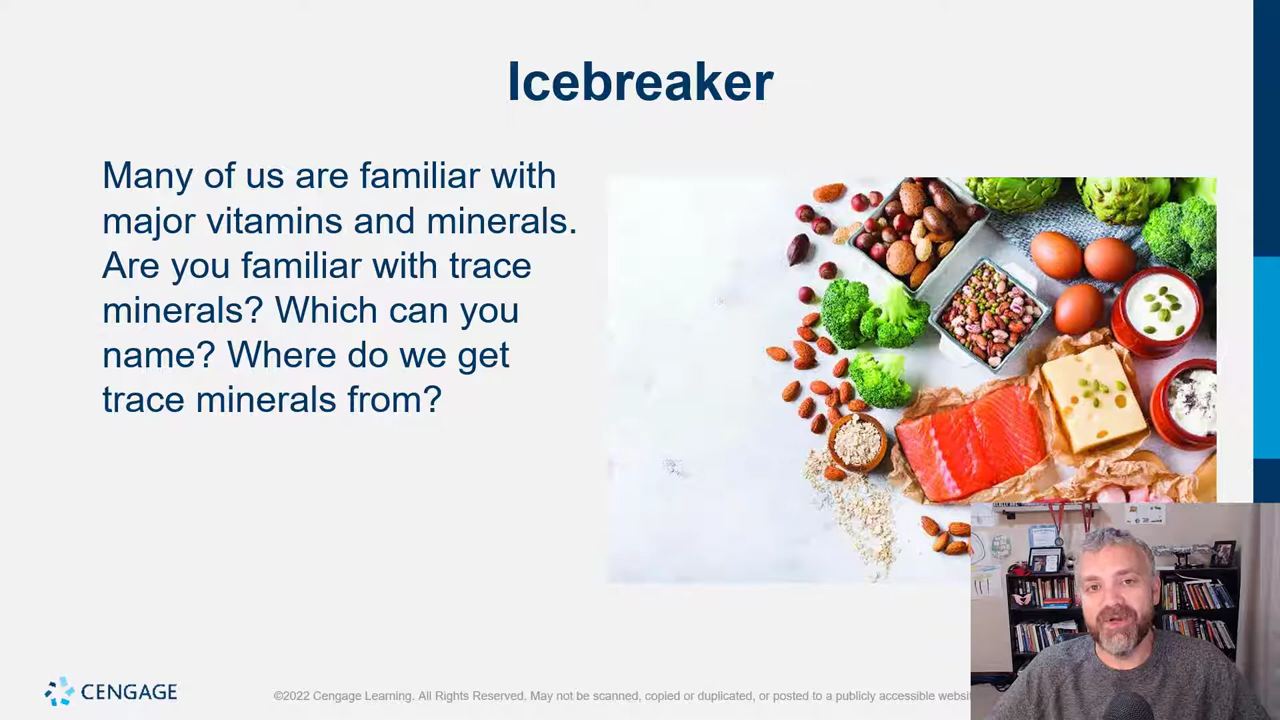 Icebreaker
Many of us are familiar with
major vitamins and minerals.
Are you familiar with trace
minerals? Which can you
name? Where do we get
trace minerals from?
CENGAGE
©2022 Cengage Learning. All Rights Reserved. May not be scanned, copied or duplicated, or posted to a publicly accessible